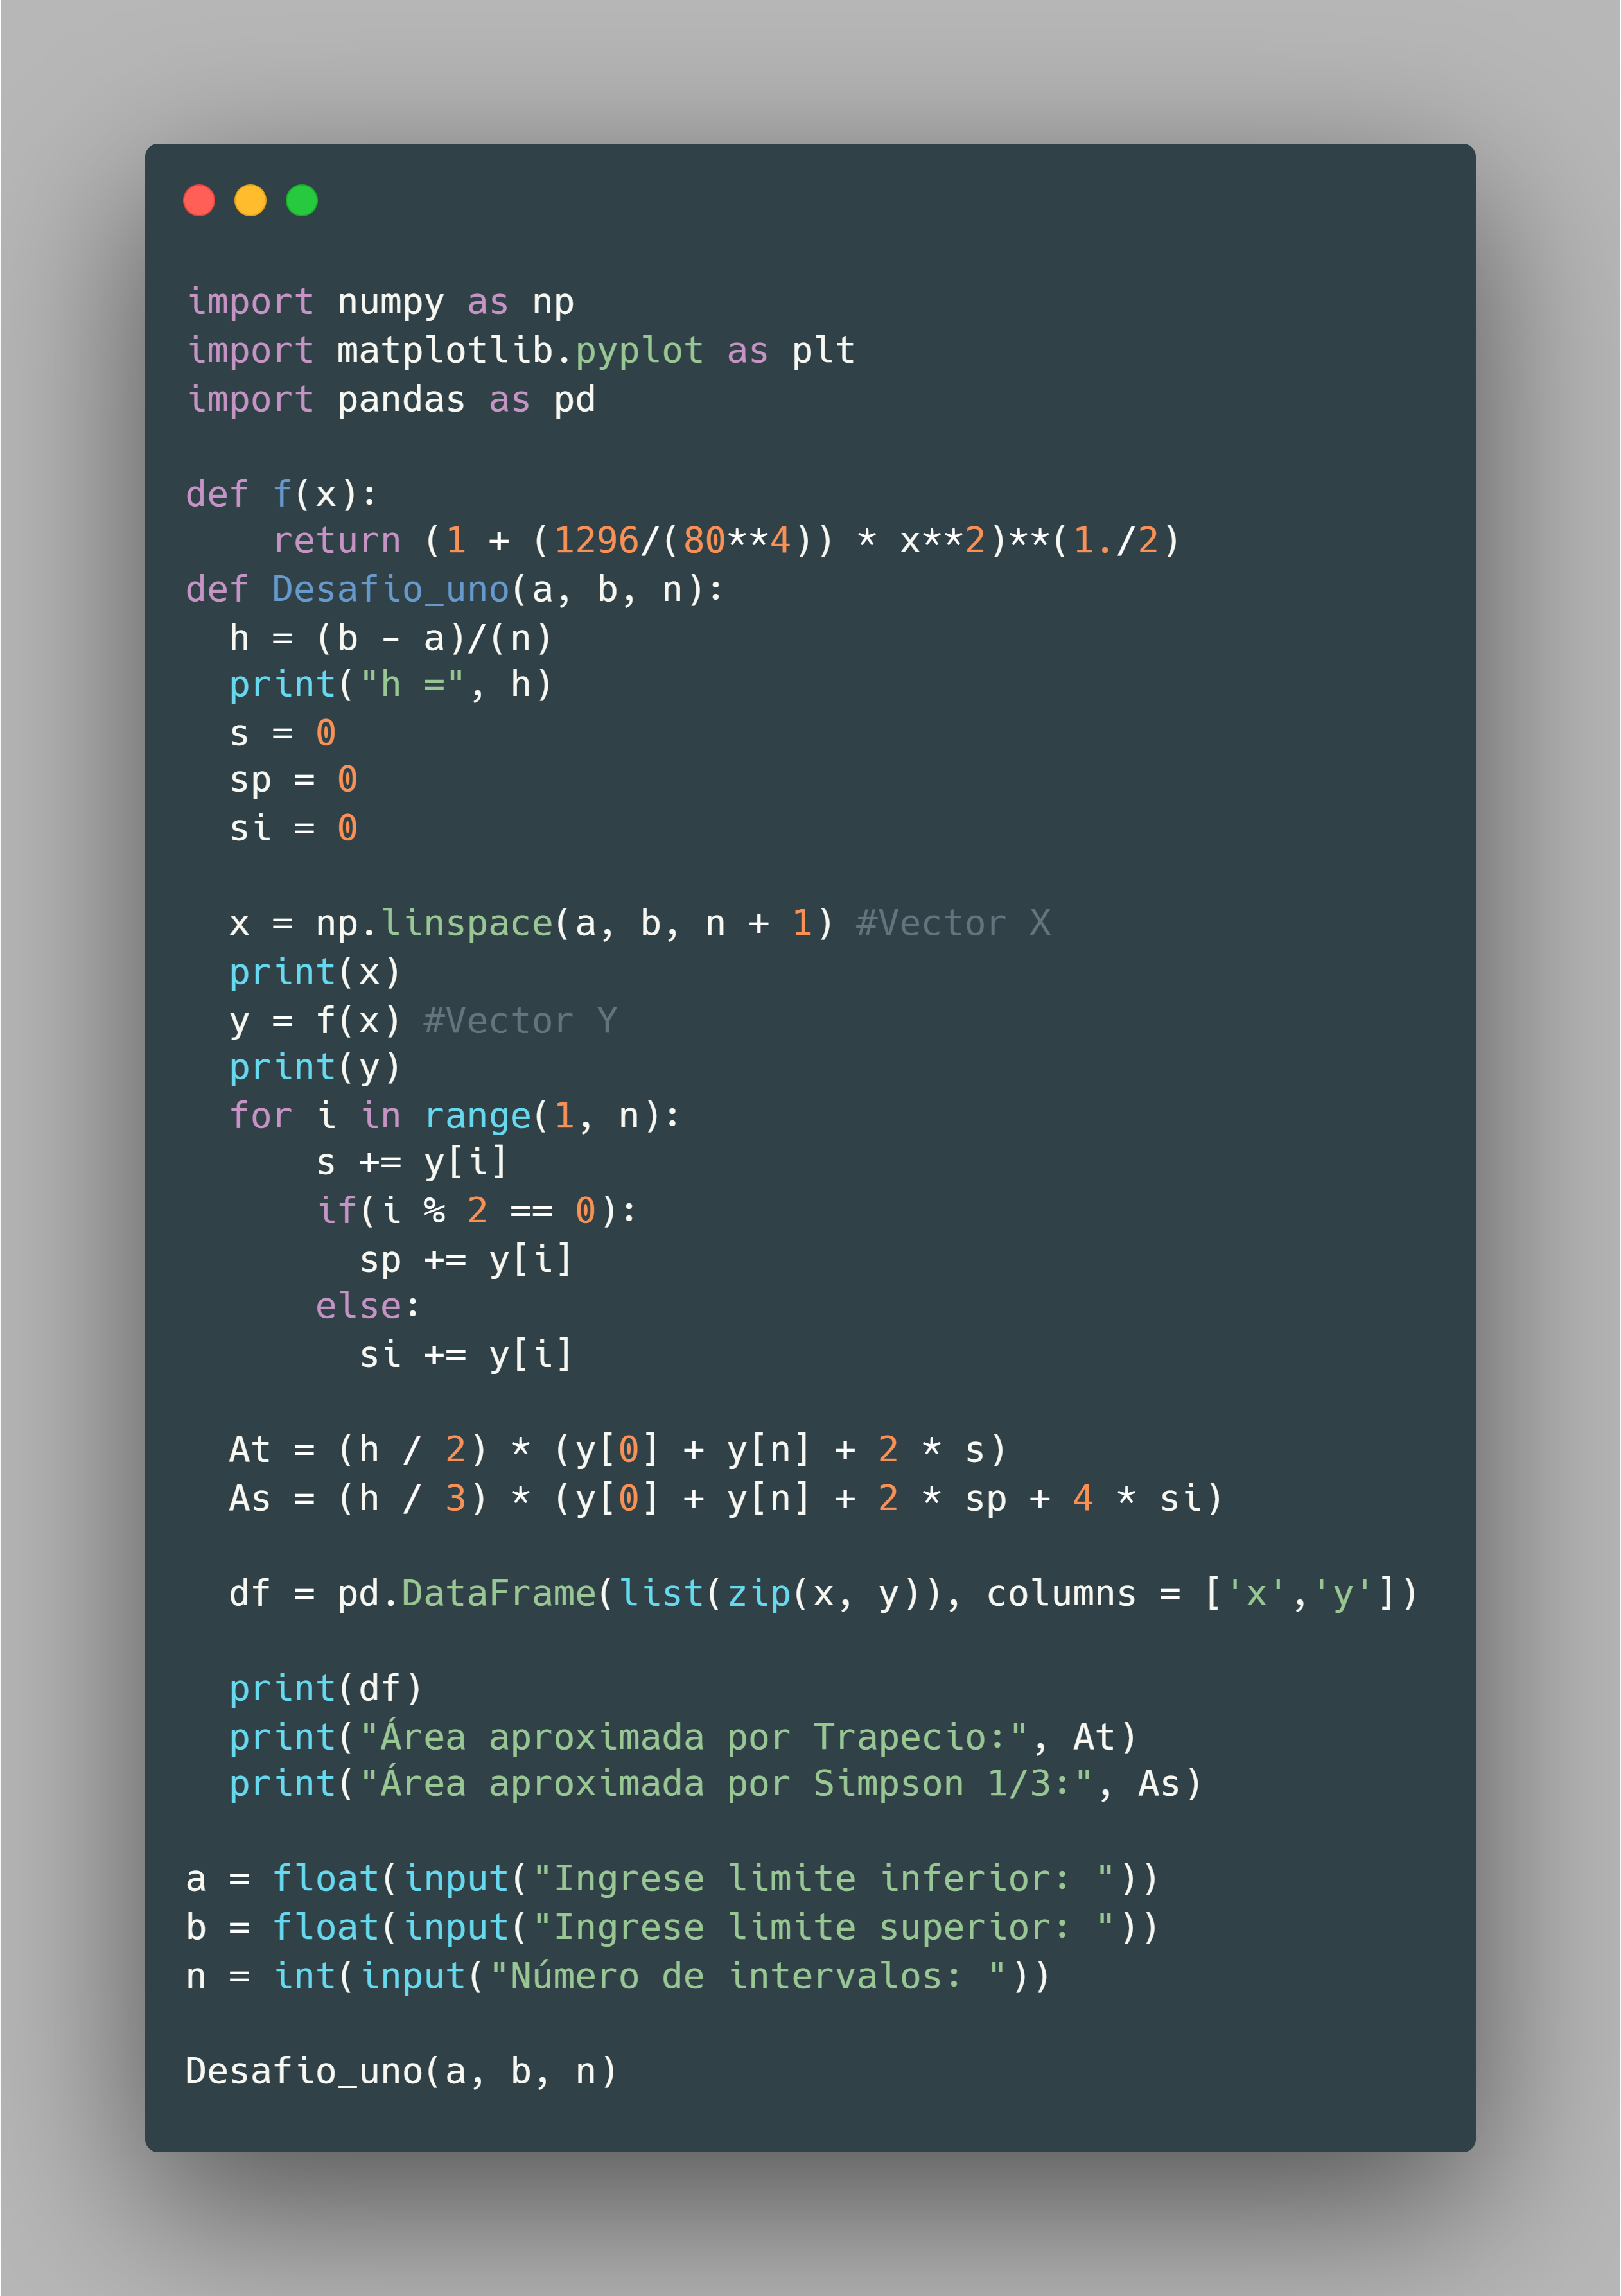 import numpy as np
import matplotlib.pyplot as plt
import pandas as pd
def f(x):
    return (1 + (1296/(80**4)) * x**2)**(1./2)
def Desafio_uno(a, b, n):
  h = (b - a)/(n)
  print("h =", h)
  s = 0
  sp = 0
  si = 0
  x = np.linspace(a, b, n + 1) #Vector X
  print(x)
  y = f(x) #Vector Y
  print(y)
  for i in range(1, n):
      s += y[i]
      if(i % 2 == 0):
        sp += y[i]
      else:
        si += y[i]
  At = (h / 2) * (y[0] + y[n] + 2 * s)
  As = (h / 3) * (y[0] + y[n] + 2 * sp + 4 * si)
  df = pd.DataFrame(list(zip(x, y)), columns = ['x','y'])
  print(df)
  print("Área aproximada por Trapecio:", At)
  print("Área aproximada por Simpson 1/3:", As)
a = float(input("Ingrese limite inferior: "))
b = float(input("Ingrese limite superior: "))
n = int(input("Número de intervalos: "))
Desafio_uno(a, b, n)